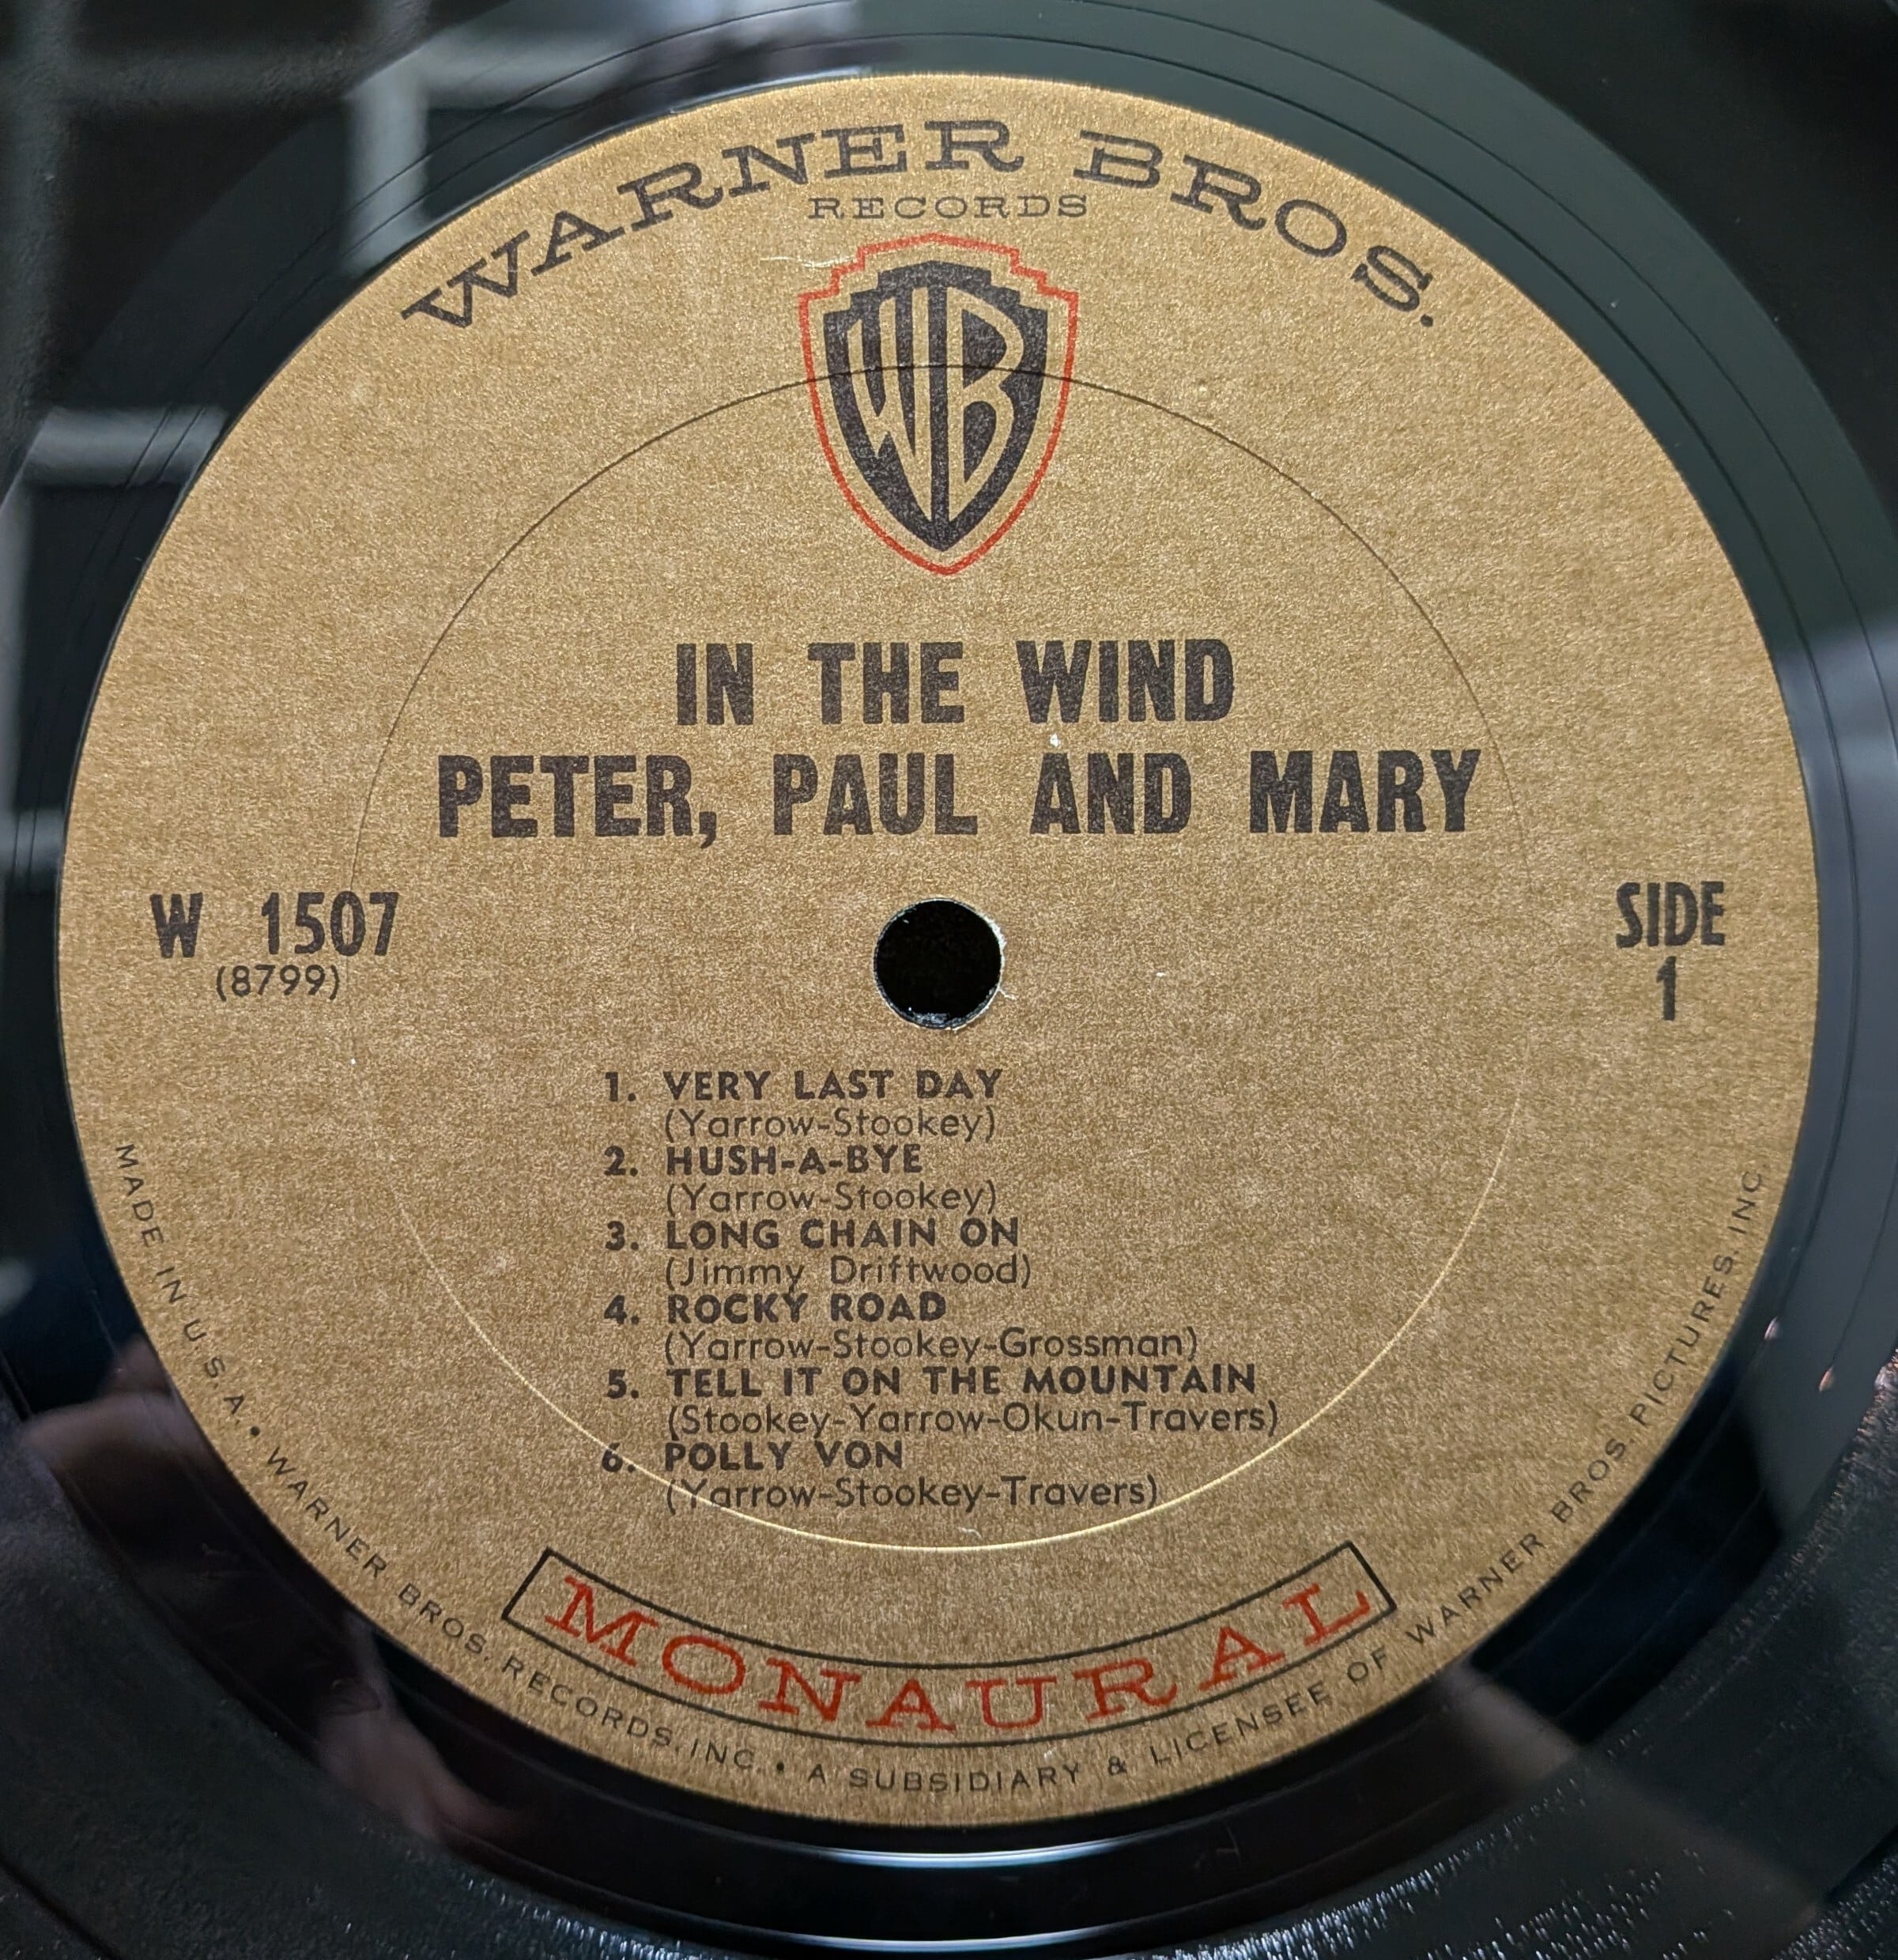 WARNER BROS.
RECORDS
WB
IN THE WIND
PETER, PAUL AND MARY
W 1507
(8799)
SIDE
1
1. VERY LAST DAY
(Yarrow-Stookey)
2. HUSH-A-BYE
(Yarrow-Stookey)
3. LONG CHAIN ON
(Jimmy Driftwood)
4. ROCKY ROAD
(Yarrow-Stookey-Grossman)
5. TELL IT ON THE MOUNTAIN
(Stookey-Yarrow-Okun-Travers)
6. POLLY VON
(Yarrow-Stookey-Travers)
MONAURAL
MADE IN U. S. A. • WARNER BROS. RECORDS, INC. • A SUBSIDIARY & LICENSEE OF WARNER BROS. PICTURES, INC.